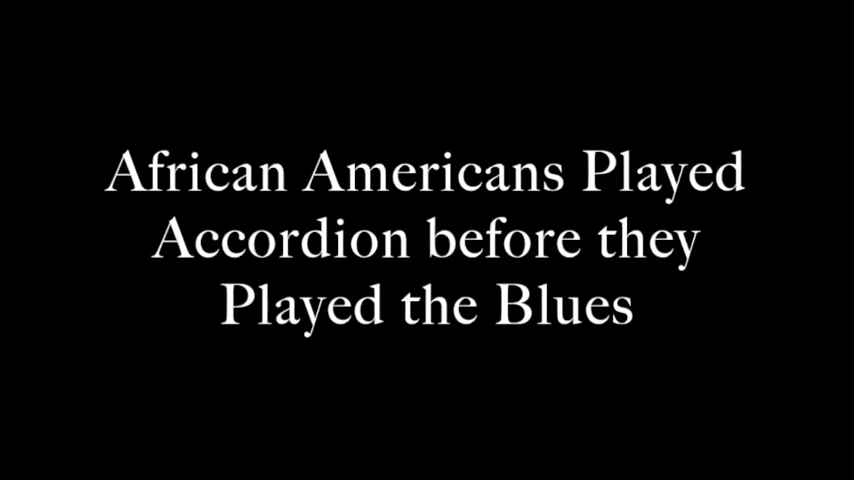 African Americans Played
Accordion before they
Played the Blues